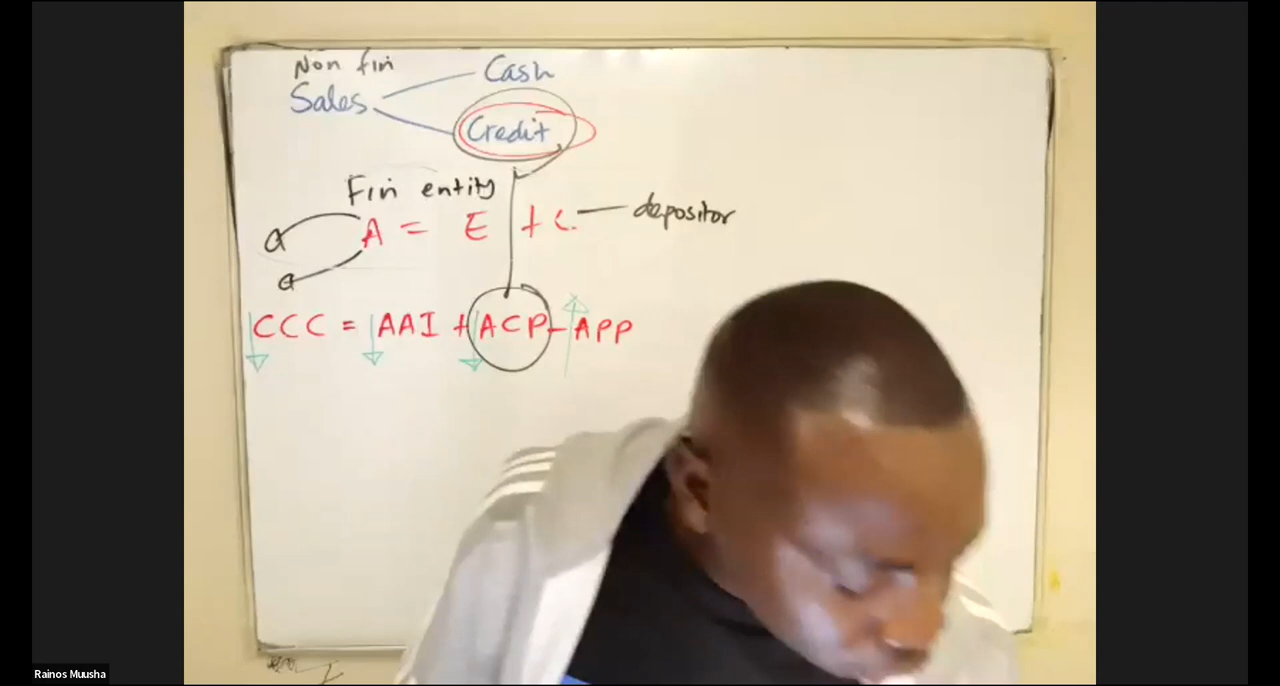 Non fin
Sales
Cash
Credit
Fin entity
A = E + L
depositor
CCC = AAI + ACP - APP
Rainos Muusha